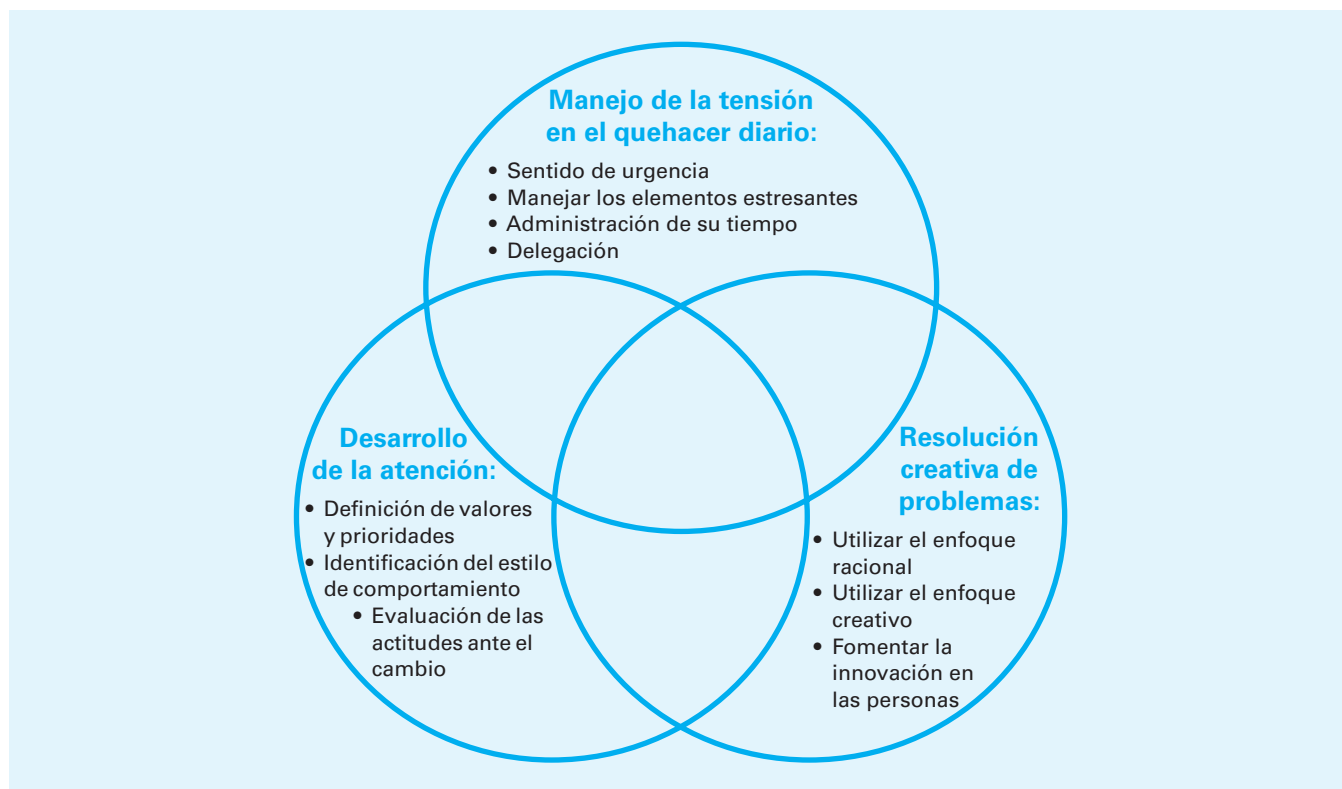 Manejo de la tensión
en el quehacer diario:
• Sentido de urgencia
• Manejar los elementos estresantes
• Administración de su tiempo
• Delegación
Desarrollo
de la atención:
• Definición de valores
y prioridades
• Identificación del estilo
de comportamiento
• Evaluación de las
actitudes ante el
cambio
Resolución
creativa de
problemas:
• Utilizar el enfoque
racional
• Utilizar el enfoque
creativo
• Fomentar la
innovación en
las personas